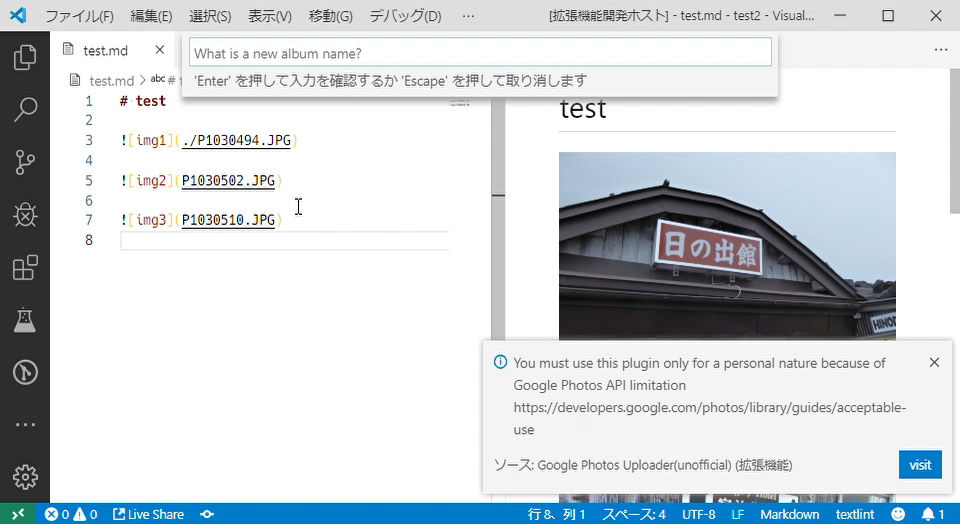 ファイル(F) 編集(E) 選択(S) 表示(V) 移動(G) デバッグ(D) ··· [拡張機能開発ホスト] - test.md - test2 - Visual...
test.md
What is a new album name?
'Enter' を押して入力を確認するか 'Escape' を押して取り消します
test.md > abc #
1 # test
2
3 ![img1](./P1030494.JPG)
4
5 ![img2](P1030502.JPG)
6
7 ![img3](P1030510.JPG)
8
test
日の出館
HINO
You must use this plugin only for a personal nature because of
Google Photos API limitation
https://developers.google.com/photos/library/guides/acceptable-
use
ソース: Google Photos Uploader(unofficial) (拡張機能)
visit
0 0 Live Share 行 8、列 1 スペース: 4 UTF-8 LF Markdown textlint 1